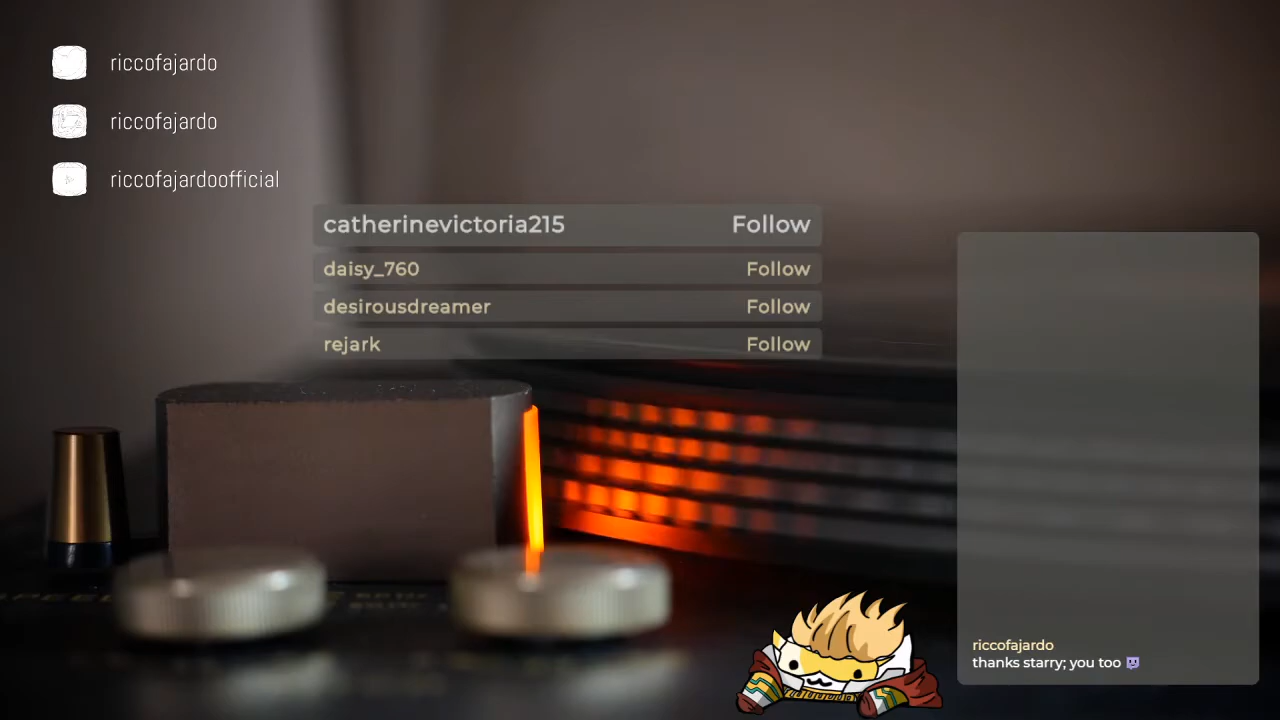 riccofajardo
riccofajardo
riccofajardoofficial
catherinevictoria215 Follow
daisy_760 Follow
desirousdreamer Follow
rejark Follow
riccofajardo
thanks starry; you too